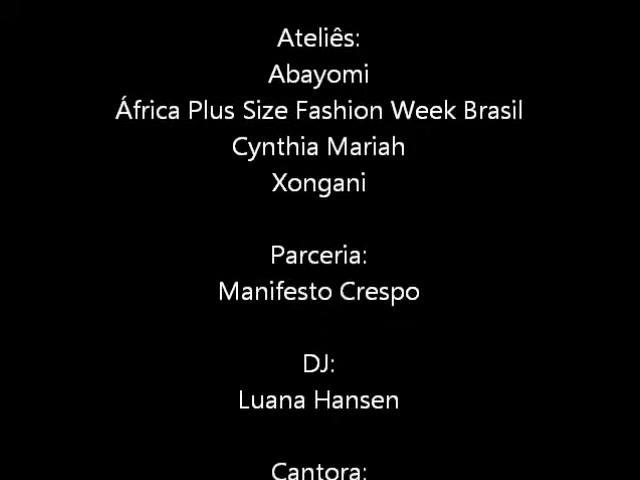 Ateliês:
Abayomi
África Plus Size Fashion Week Brasil
Cynthia Mariah
Xongani
Parceria:
Manifesto Crespo
DJ:
Luana Hansen
Cantora: